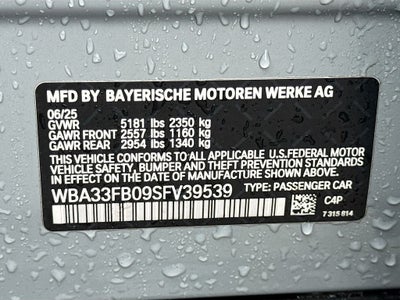 MFD BY BAYERISCHE MOTOREN WERKE AG
06/25
GVWR 5181 lbs 2350 kg
GAWR FRONT 2557 lbs 1160 kg
GAWR REAR 2954 lbs 1340 kg
THIS VEHICLE CONFORMS TO ALL APPLICABLE U.S.FEDERAL MOTOR
VEHICLE SAFETY, BUMPER, AND THEFT PREVENTION STANDARDS
IN EFFECT ON THE DATE OF MANUFACTURE SHOWN ABOVE.
WBA33FB09SFV39539 TYPE: PASSENGER CAR
C4P
7 315 814